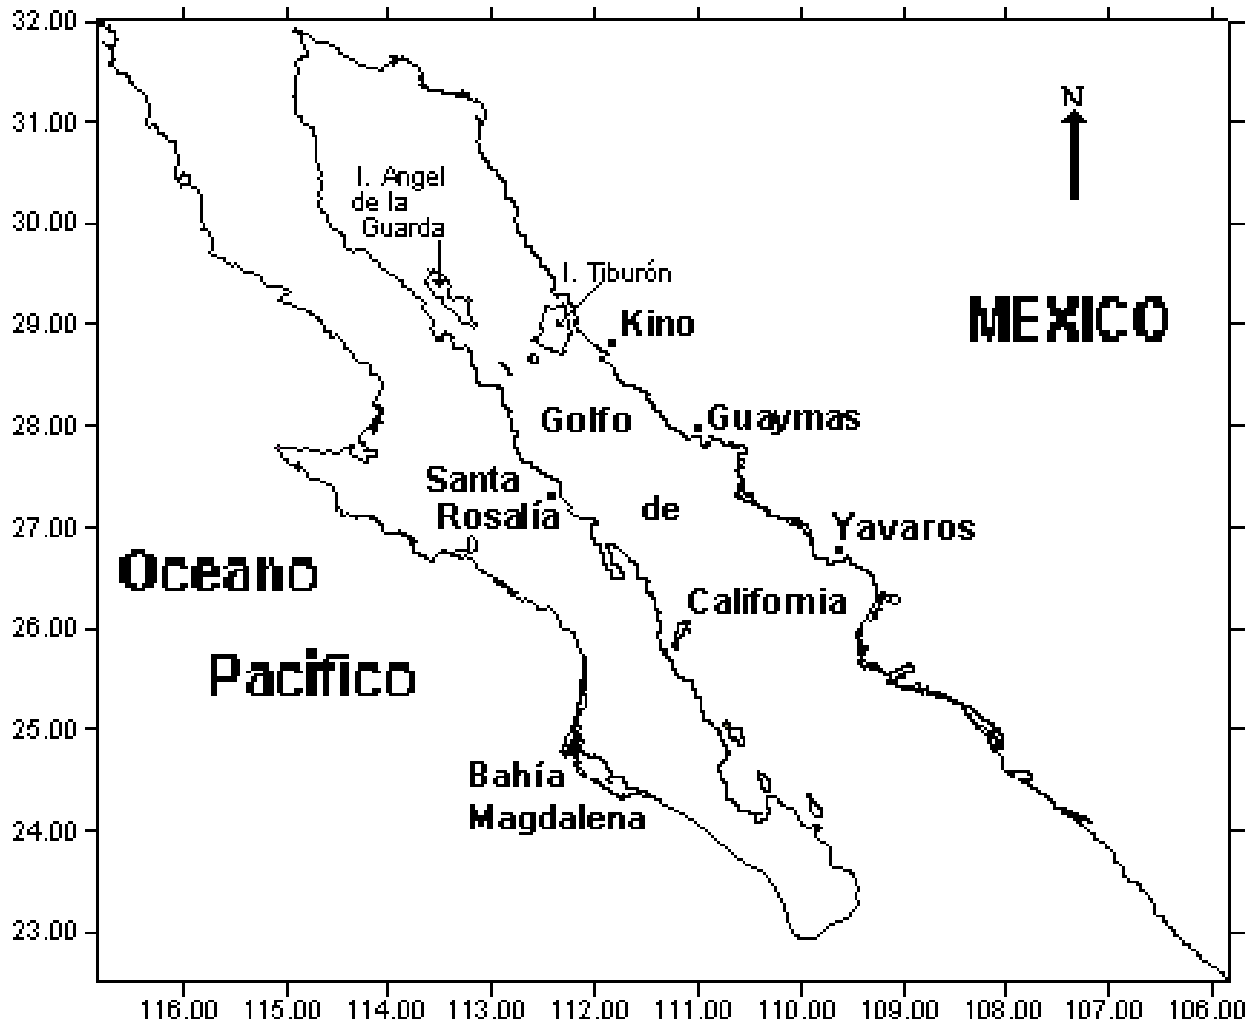 32.00
31.00
N
I. Angel
de la
Guarda
30.00
I. Tiburón
29.00
Kino
MEXICO
28.00
Golfo
Guaymas
Santa
Rosalía
de
27.00
Yavaros
Oceano
California
26.00
Pacifico
25.00
Bahía
Magdalena
24.00
23.00
116.00 115.00 114.00 113.00 112.00 111.00 110.00 109.00 108.00 107.00 106.00